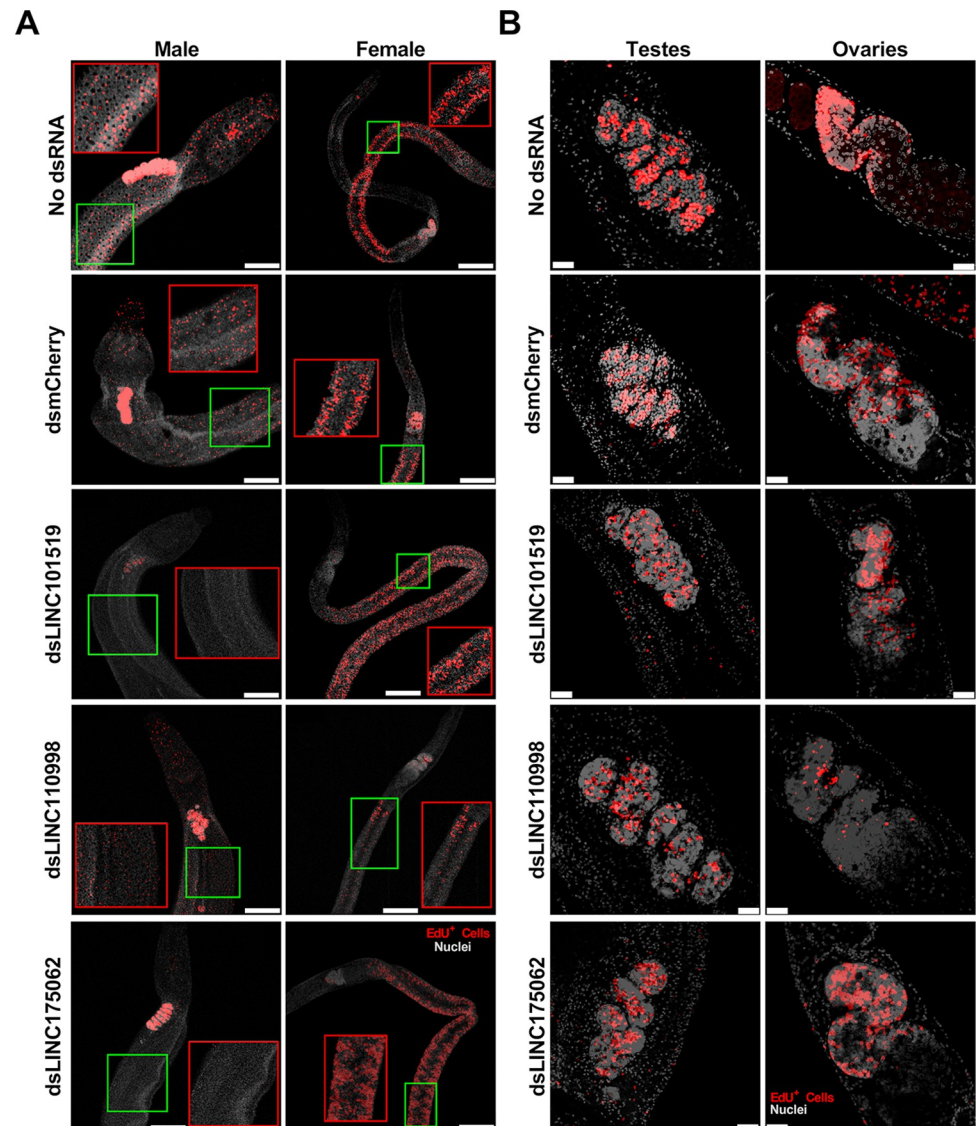 A
B
Male
Female
Testes
Ovaries
No dsRNA
No dsRNA
dsmCherry
dsmCherry
dsLINC101519
dsLINC101519
dsLINC110998
dsLINC110998
dsLINC175062
EdU⁺ Cells
Nuclei
dsLINC175062
EdU⁺ Cells
Nuclei